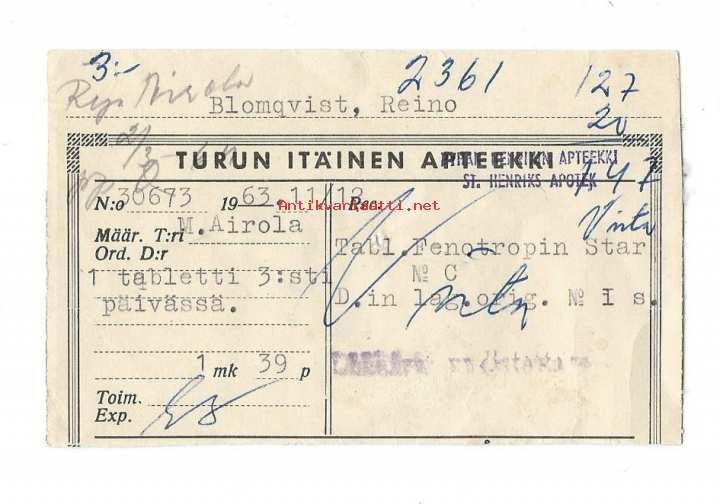 3:-
2361
127
20
147
Blomqvist, Reino
TURUN ITÄINEN APTEEKKI
APTEEKKI
ST. HENRIKS APOTEK
N:o 30673 1963.11/12 Rec.
Antikvariaatti.net
Määr. T:ri M.Airola
Ord. D:r
Tabl.Fenotropin Star
1 tabletti 3:sti
№ C
päivässä.
D.in lag.orig. № I s.
1 mk 39 p
Toim.
Exp.